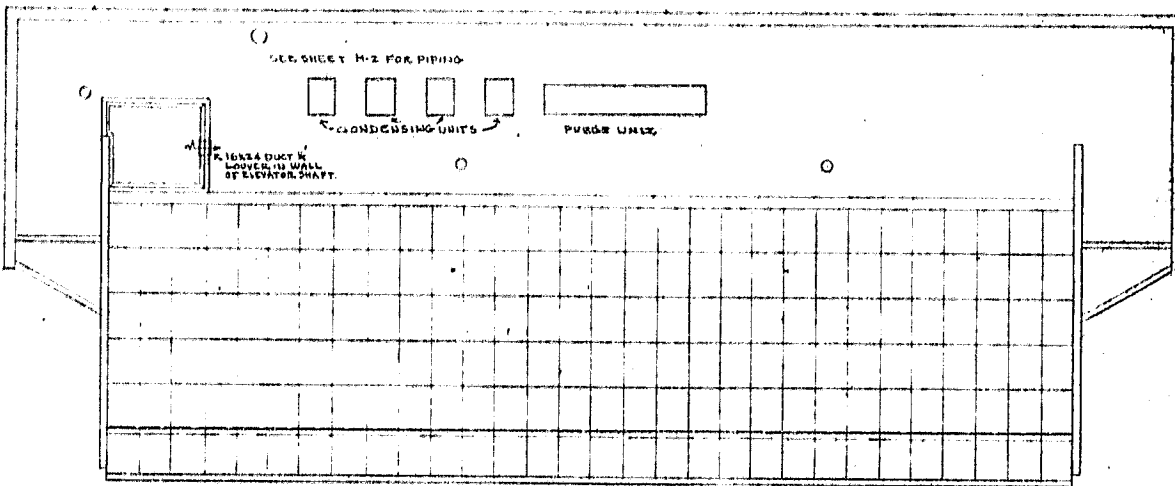 SEE SHEET M-2 FOR PIPING
CONDENSING UNITS
PURGE UNIT
16X24 DUCT &
LOUVER IN WALL
OF ELEVATOR SHAFT.